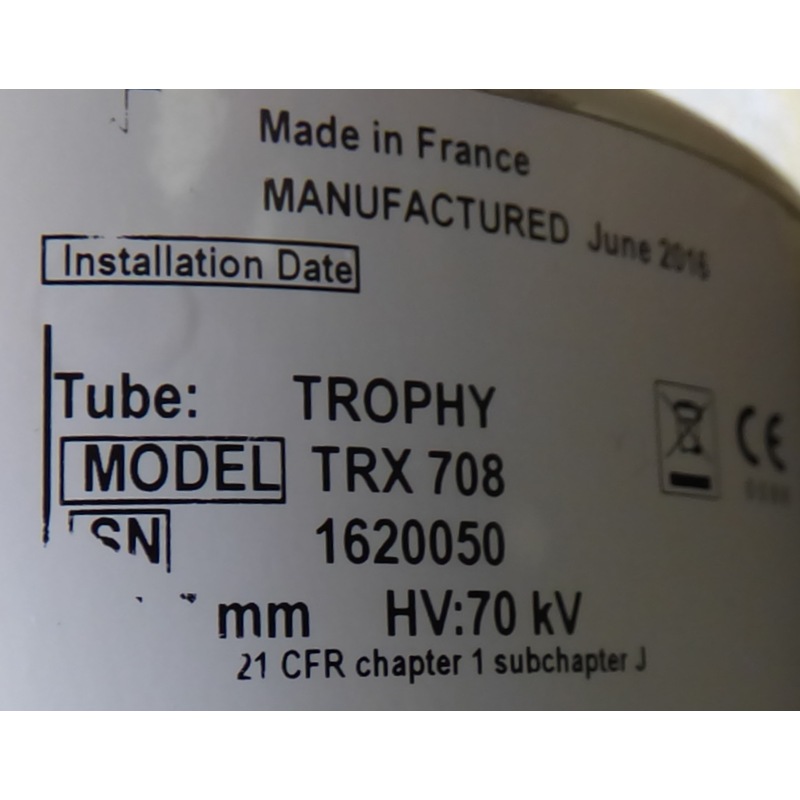 Made in France
MANUFACTURED June 2016
Installation Date
Tube: TROPHY
MODEL TRX 708
SN 1620050
mm HV:70 kV
21 CFR chapter 1 subchapter J
CE